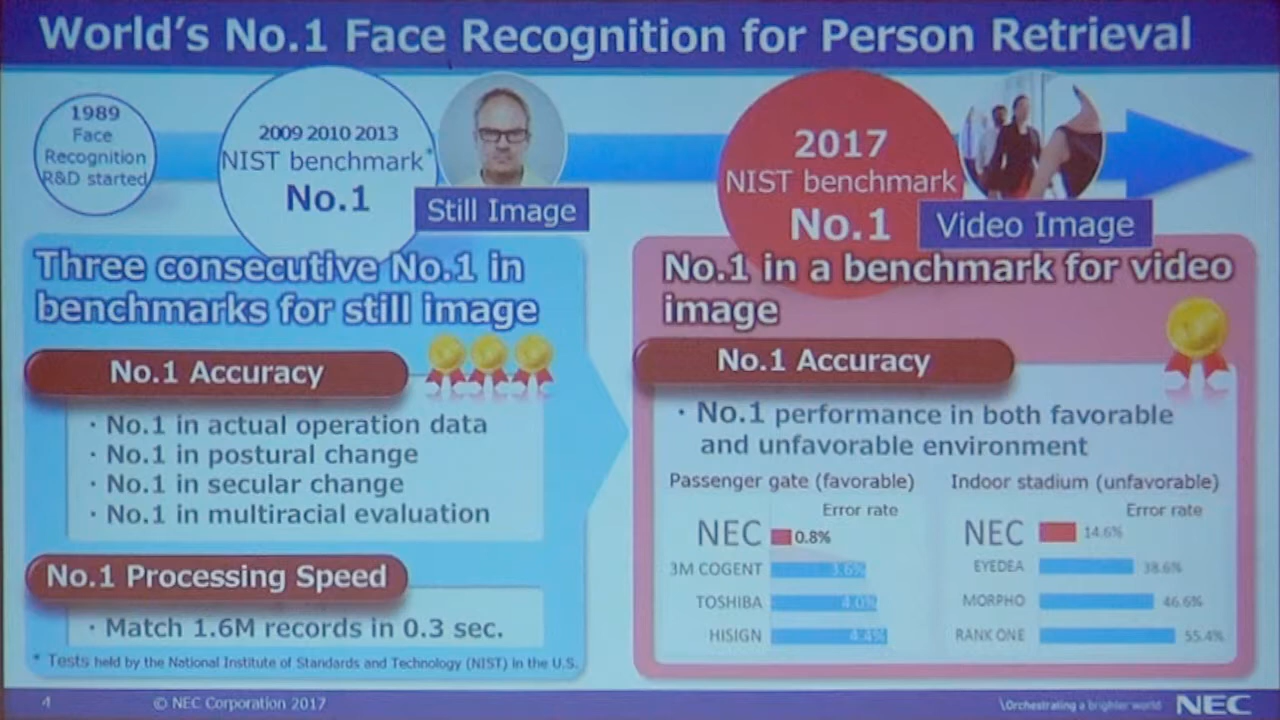 World's No.1 Face Recognition for Person Retrieval
1989
Face
Recognition
R&D started
2009 2010 2013
NIST benchmark*
No.1
Still Image
2017
NIST benchmark
No.1
Video Image
Three consecutive No.1 in
benchmarks for still image
No.1 Accuracy
· No.1 in actual operation data
· No.1 in postural change
· No.1 in secular change
· No.1 in multiracial evaluation
No.1 Processing Speed
· Match 1.6M records in 0.3 sec.
* Tests held by the National Institute of Standards and Technology (NIST) in the U.S.
No.1 in a benchmark for video
image
No.1 Accuracy
· No.1 performance in both favorable
and unfavorable environment
Passenger gate (favorable)
Error rate
NEC 0.8%
3M COGENT 3.6%
TOSHIBA 4.0%
HISIGN 4.4%
Indoor stadium (unfavorable)
Error rate
NEC 14.6%
EYEDEA 38.6%
MORPHO 46.6%
RANK ONE 55.4%
4
© NEC Corporation 2017
\Orchestrating a brighter world
NEC